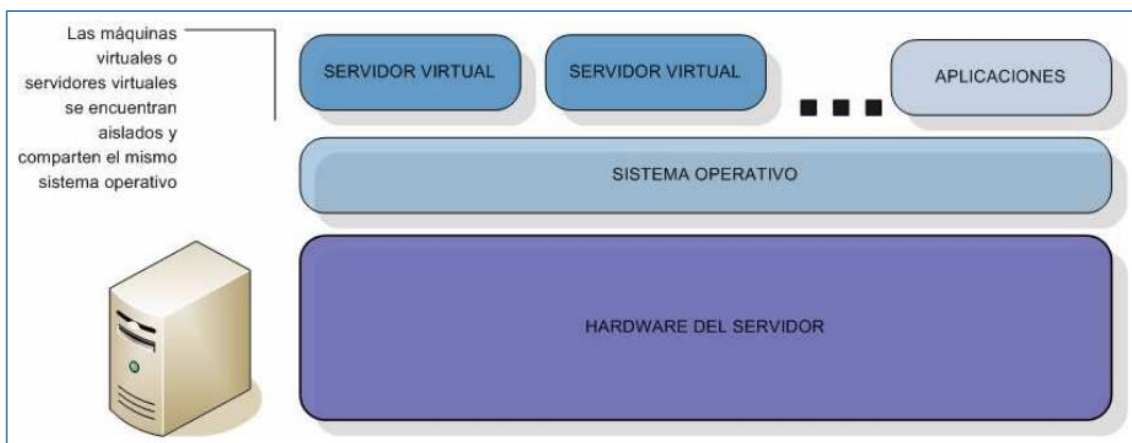 Las máquinas
virtuales o
servidores virtuales
se encuentran
aislados y
comparten el mismo
sistema operativo
SERVIDOR VIRTUAL
SERVIDOR VIRTUAL
APLICACIONES
SISTEMA OPERATIVO
HARDWARE DEL SERVIDOR